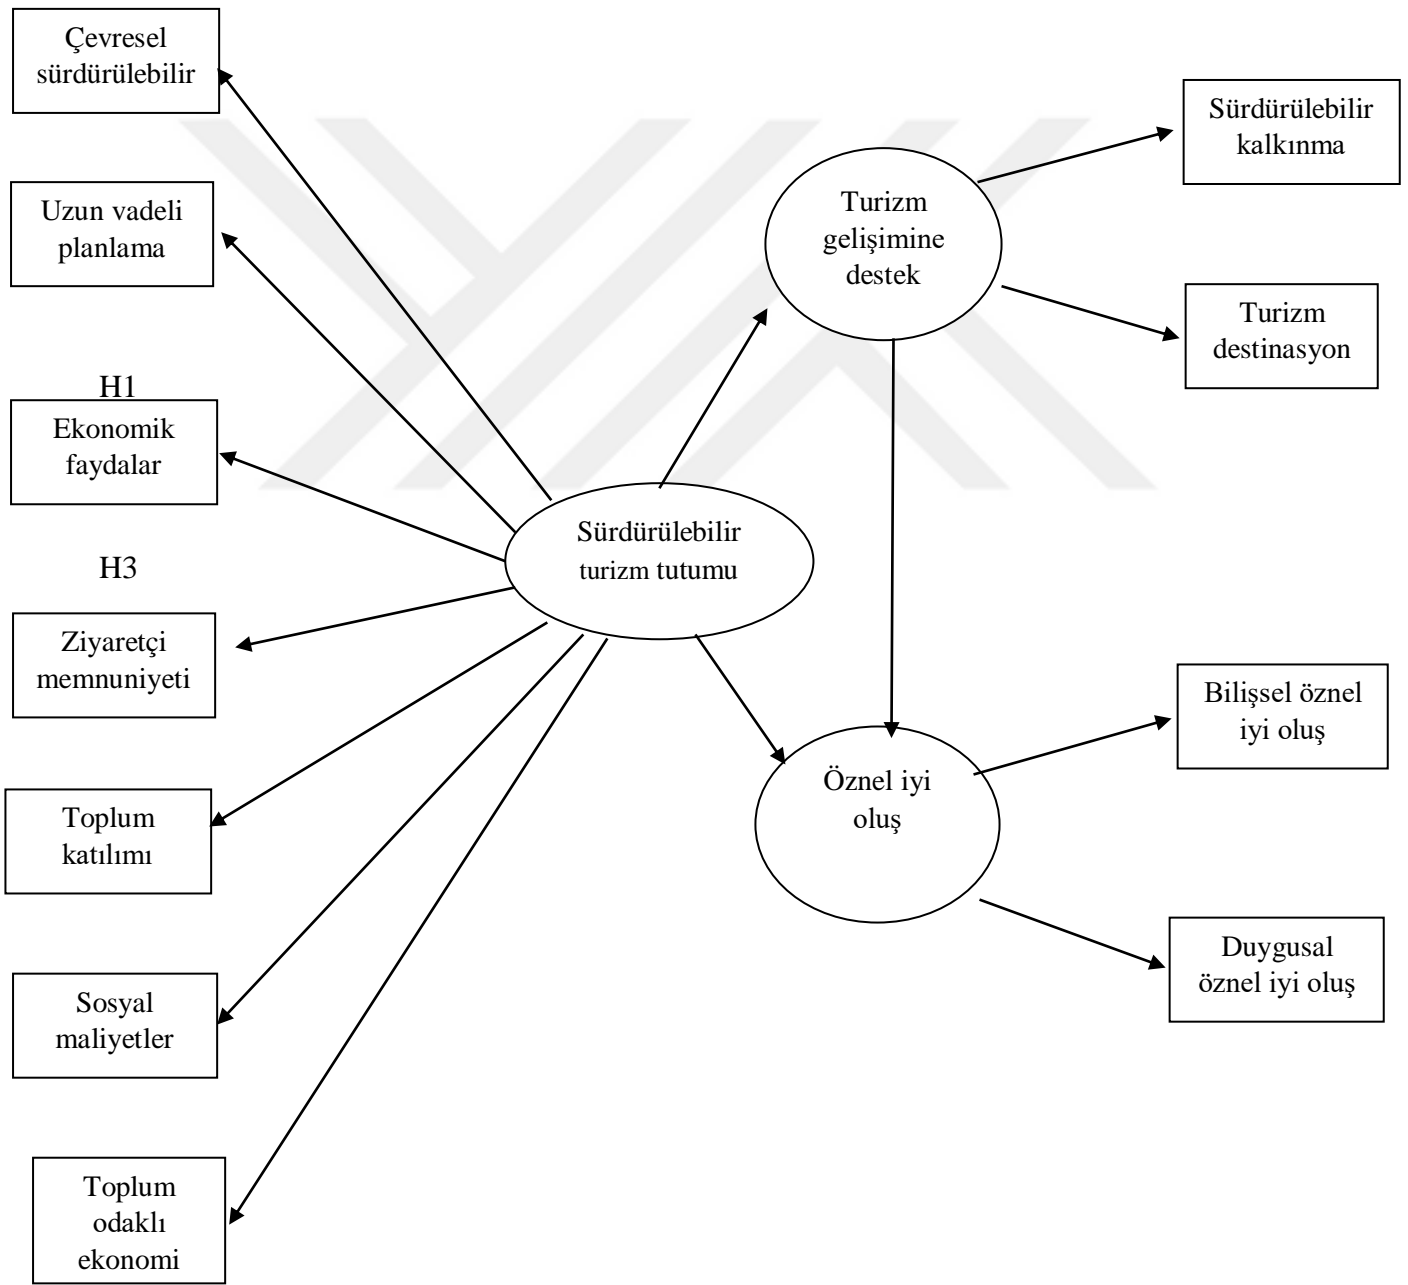 Çevresel
sürdürülebilir
Uzun vadeli
planlama
H1
Ekonomik
faydalar
H3
Ziyaretçi
memnuniyeti
Toplum
katılımı
Sosyal
maliyetler
Toplum
odaklı
ekonomi
Sürdürülebilir
turizm tutumu
Turizm
gelişimine
destek
Öznel iyi
oluş
Sürdürülebilir
kalkınma
Turizm
destinasyon
Bilişsel öznel
iyi oluş
Duygusal
öznel iyi oluş